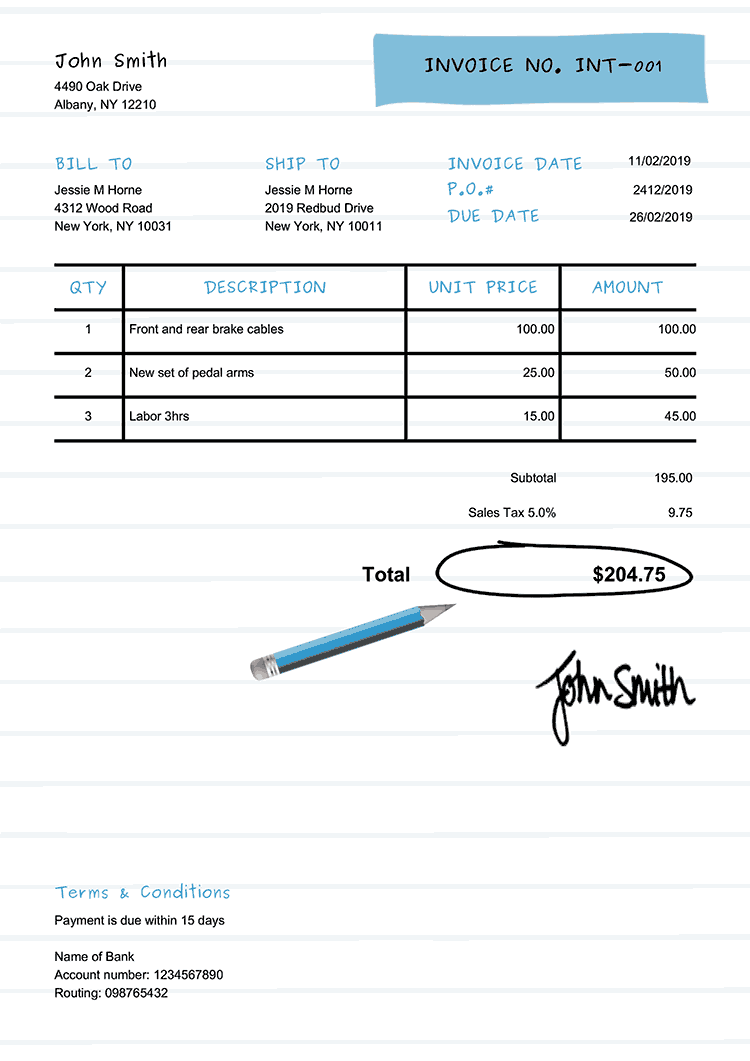 John Smith
4490 Oak Drive
Albany, NY 12210
INVOICE NO. INT-001
BILL TO
Jessie M Horne
4312 Wood Road
New York, NY 10031
SHIP TO
Jessie M Horne
2019 Redbud Drive
New York, NY 10011
INVOICE DATE 11/02/2019
P.O.# 2412/2019
DUE DATE 26/02/2019
QTY DESCRIPTION UNIT PRICE AMOUNT
1 Front and rear brake cables 100.00 100.00
2 New set of pedal arms 25.00 50.00
3 Labor 3hrs 15.00 45.00
Subtotal 195.00
Sales Tax 5.0% 9.75
Total $204.75
John Smith
Terms & Conditions
Payment is due within 15 days
Name of Bank
Account number: 1234567890
Routing: 098765432